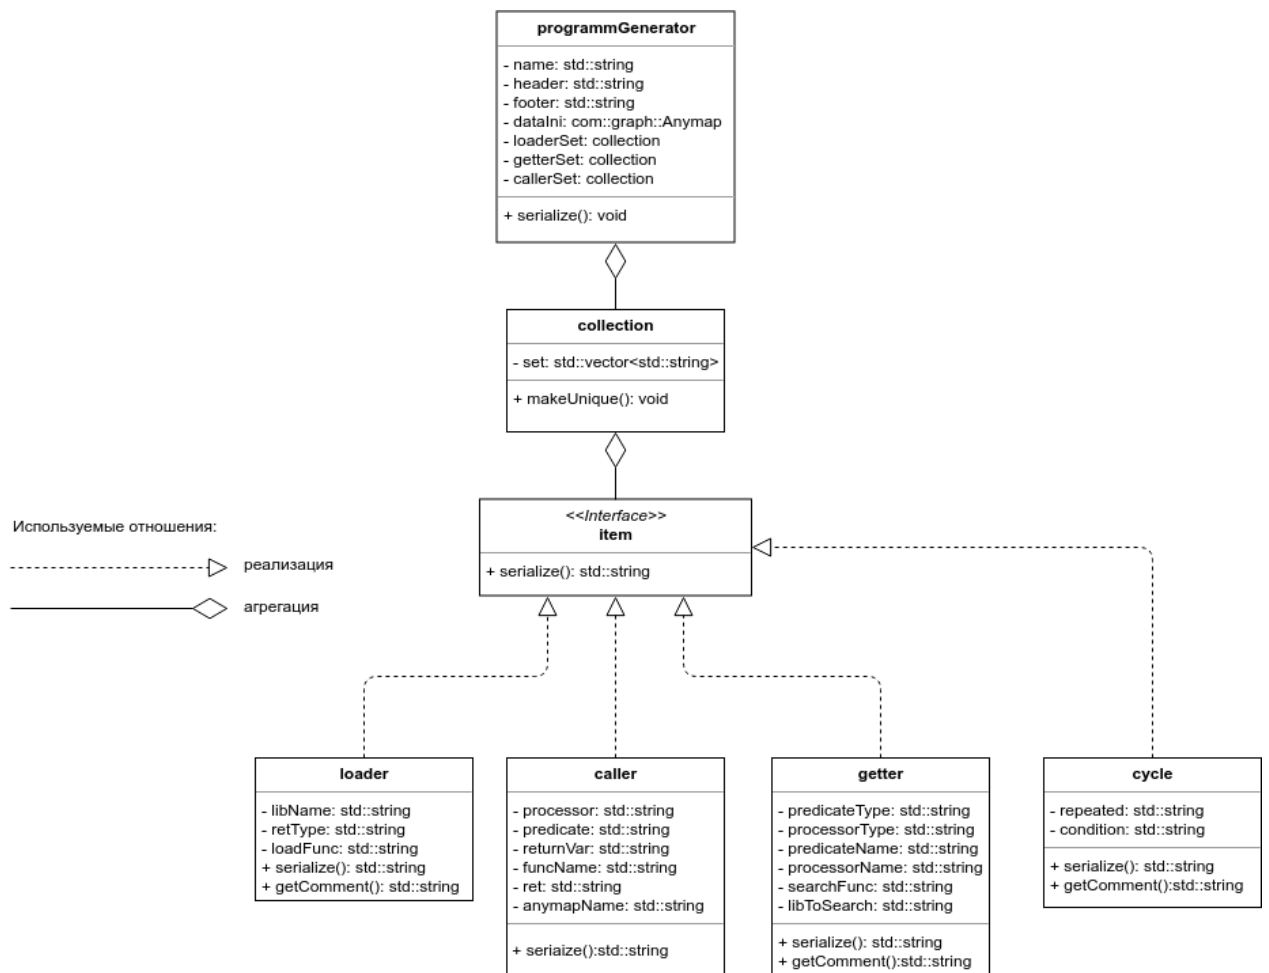 programmGenerator
- name: std::string
- header: std::string
- footer: std::string
- dataIni: com::graph::Anymap
- loaderSet: collection
- getterSet: collection
- callerSet: collection
+ serialize(): void
collection
- set: std::vector<std::string>
+ makeUnique(): void
<<Interface>>
item
+ serialize(): std::string
Используемые отношения:
реализация
агрегация
loader
- libName: std::string
- retType: std::string
- loadFunc: std::string
+ serialize(): std::string
+ getComment(): std::string
caller
- processor: std::string
- predicate: std::string
- returnVar: std::string
- funcName: std::string
- ret: std::string
- anymapName: std::string
+ seriaize():std::string
getter
- predicateType: std::string
- processorType: std::string
- predicateName: std::string
- processorName: std::string
- searchFunc: std::string
- libToSearch: std::string
+ serialize(): std::string
+ getComment():std::string
cycle
- repeated: std::string
- condition: std::string
+ serialize(): std::string
+ getComment():std::string